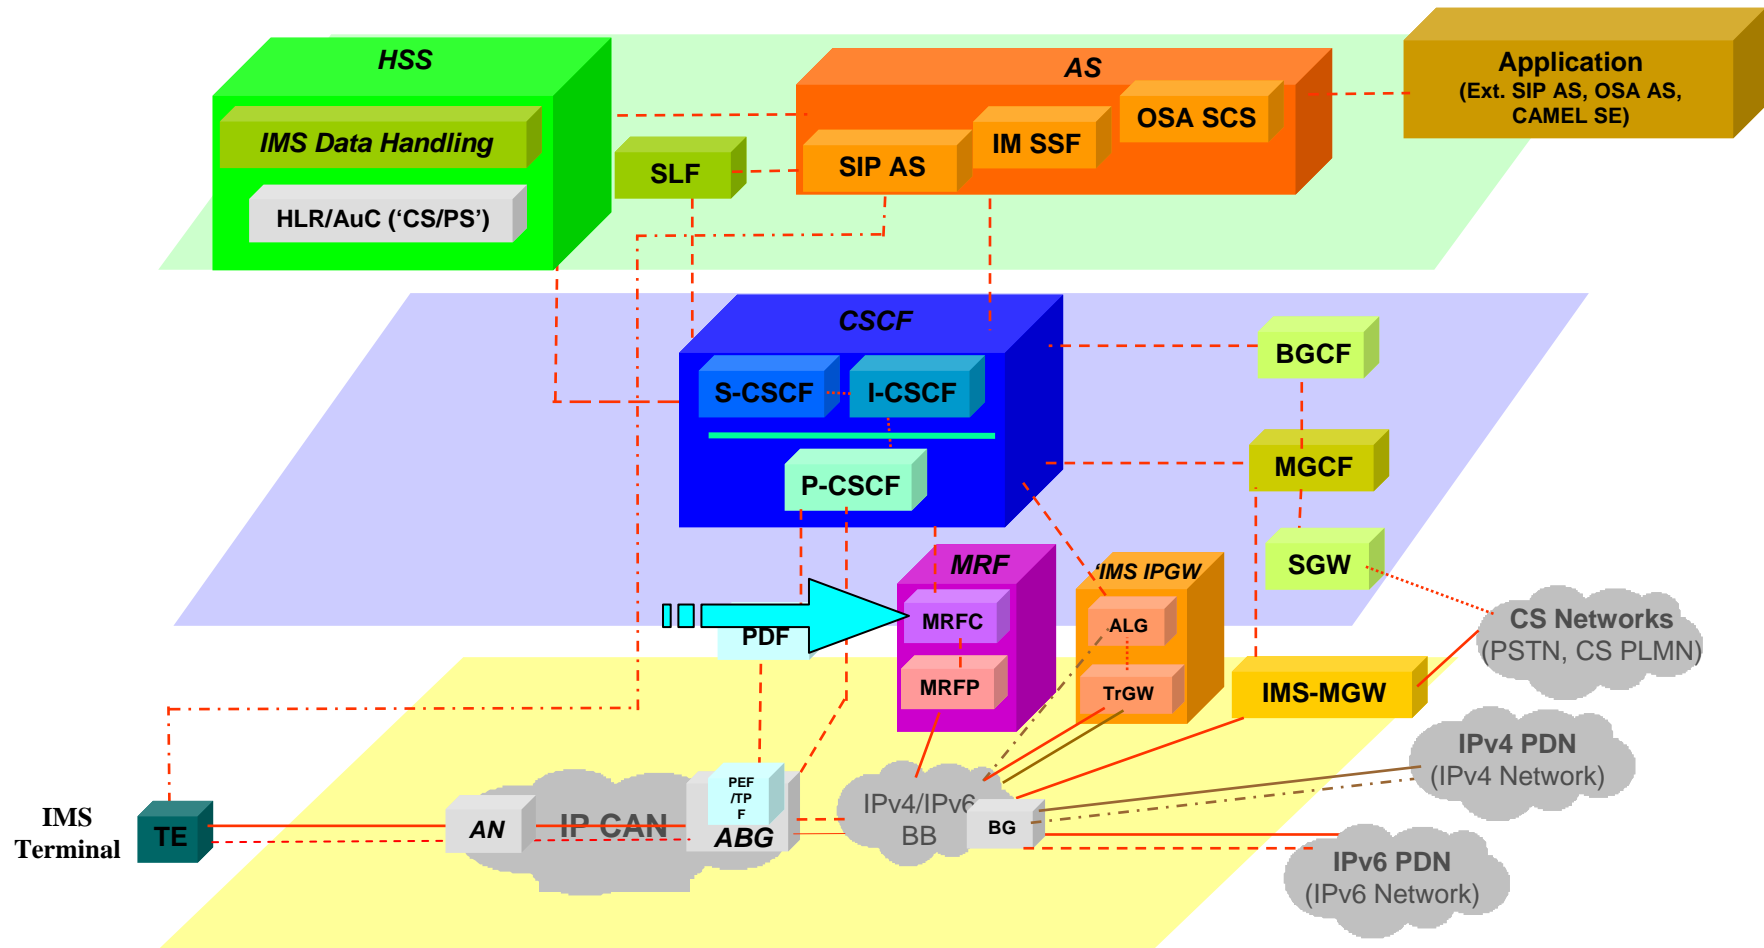 HSS
IMS Data Handling
HLR/AuC (‘CS/PS’)
SLF
AS
SIP AS
IM SSF
OSA SCS
Application
(Ext. SIP AS, OSA AS,
CAMEL SE)
CSCF
S-CSCF
I-CSCF
P-CSCF
BGCF
MGCF
SGW
PDF
MRF
MRFC
MRFP
‘IMS IPGW
ALG
TrGW
IMS-MGW
CS Networks
(PSTN, CS PLMN)
IPv4 PDN
(IPv4 Network)
IPv6 PDN
(IPv6 Network)
IMS
Terminal
TE
AN
IP CAN
PEF
/TP
F
ABG
IPv4/IPv6
BB
BG